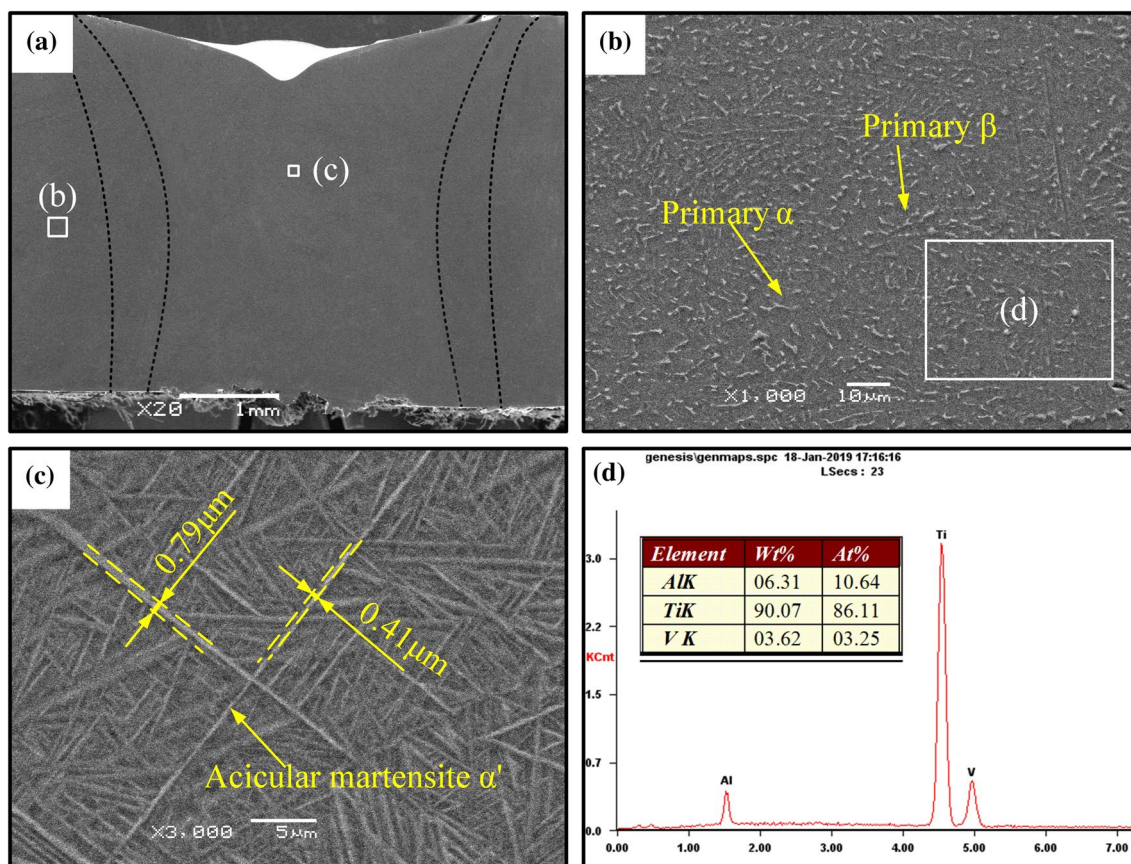 (a)
(b)
(c)
X20 1mm
(b)
Primary β
Primary α
(d)
X1,000 10μm
(c)
0.79μm
0.41μm
Acicular martensite α'
X3,000 5μm
(d)
genesis\genmaps.spc 18-Jan-2019 17:16:16
LSecs : 23
Ti
3.0
Element Wt% At%
AlK 06.31 10.64
TiK 90.07 86.11
V K 03.62 03.25
2.2
KCnt
1.5
0.7
Al
V
0.0
0.00 1.00 2.00 3.00 4.00 5.00 6.00 7.00